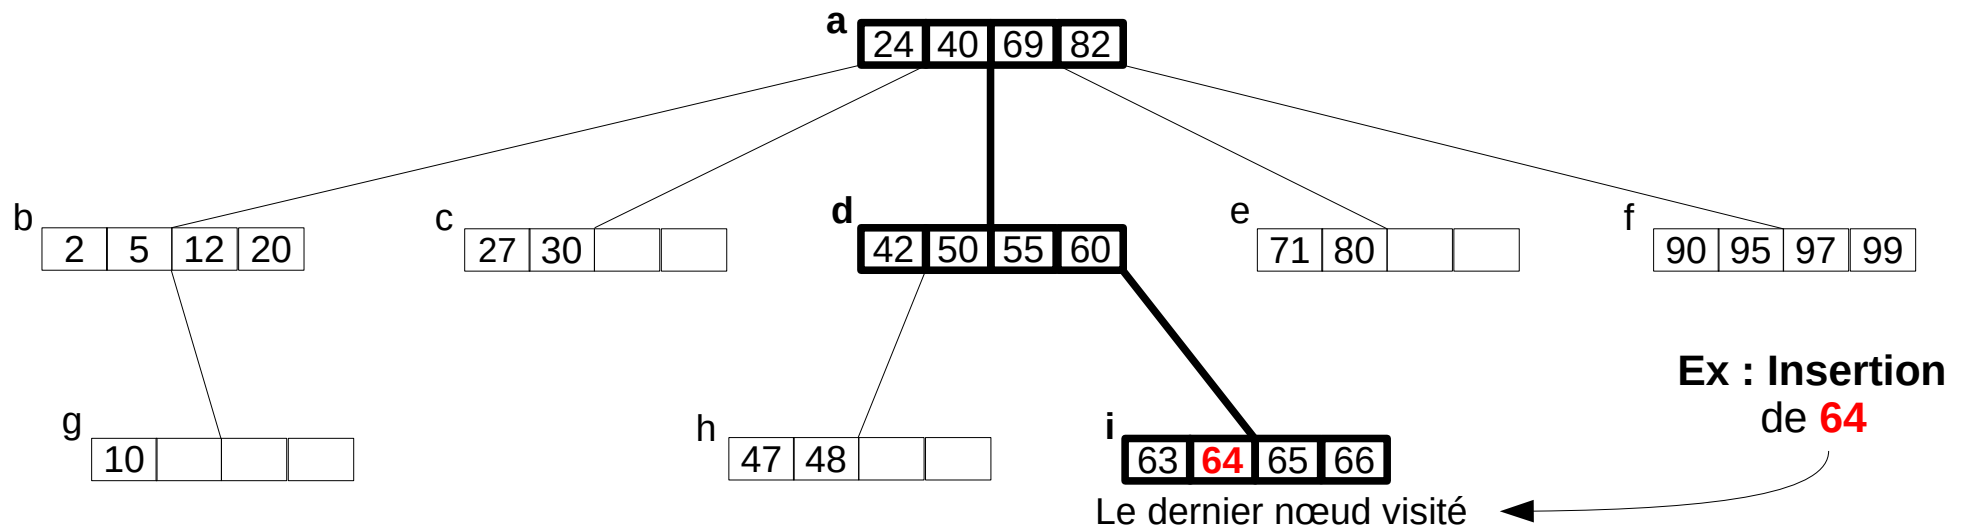 a
24 40 69 82
b
2 5 12 20
c
27 30
d
42 50 55 60
e
71 80
f
90 95 97 99
g
10
h
47 48
i
63 64 65 66
Ex : Insertion
de 64
Le dernier nœud visité